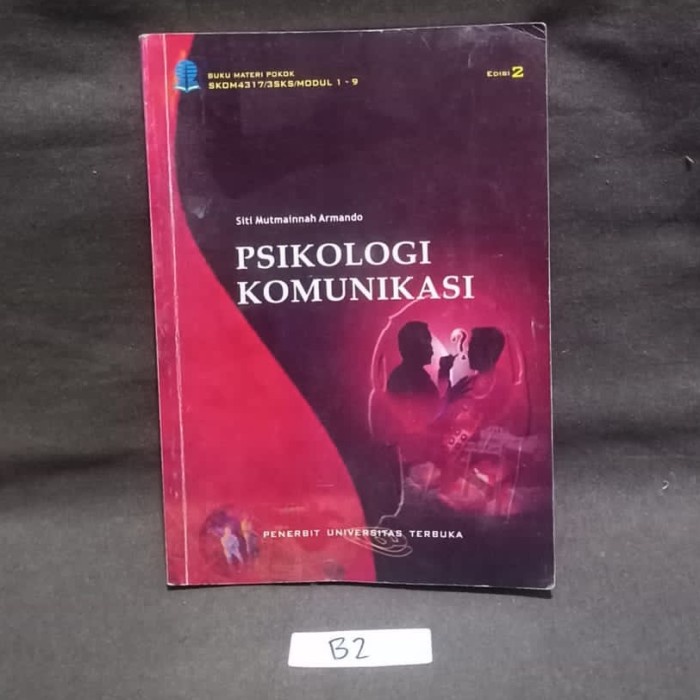 BUKU MATERI POKOK
SKOM4317/3SKS/MODUL 1 - 9
EDISI 2
Siti Mutmainnah Armando
PSIKOLOGI
KOMUNIKASI
PENERBIT UNIVERSITAS TERBUKA
B2